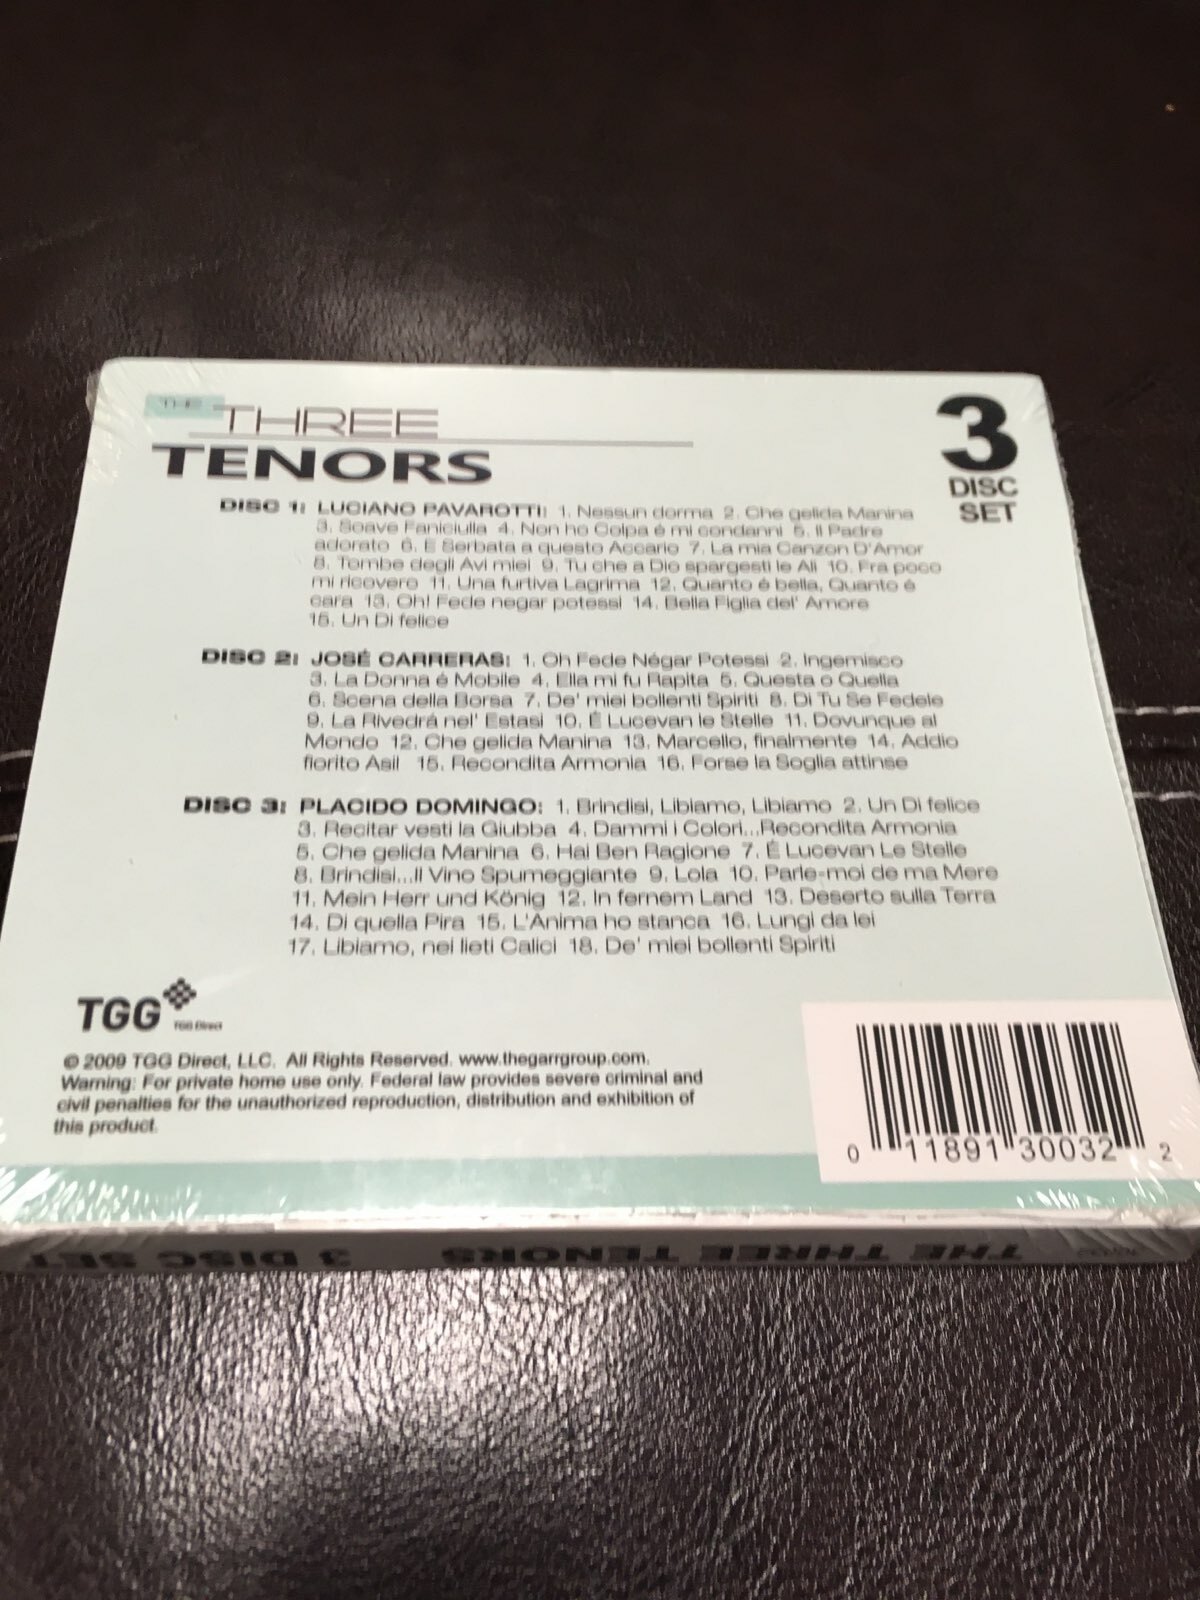 THE THREE
TENORS
3
DISC
SET
DISC 1: LUCIANO PAVAROTTI: 1. Nessun dorma 2. Che gelida Manina
3. Soave Faniciulla 4. Non ho Colpa é mi condanni 5. Il Padre
adorato 6. E Serbata a questo Accario 7. La mia Canzon D'Amor
8. Tombe degli Avi miei 9. Tu che a Dio spargesti le Ali 10. Fra poco
mi ricovero 11. Una furtiva Lagrima 12. Quanto é bella, Quanto é
cara 13. Oh! Fede negar potessi 14. Bella Figlia del' Amore
15. Un Di felice
DISC 2: JOSÉ CARRERAS: 1. Oh Fede Négar Potessi 2. Ingemisco
3. La Donna é Mobile 4. Ella mi fu Rapita 5. Questa o Quella
6. Scena della Borsa 7. De' miei bollenti Spiriti 8. Di Tu Se Fedele
9. La Rivedrá nel' Estasi 10. É Lucevan le Stelle 11. Dovunque al
Mondo 12. Che gelida Manina 13. Marcello, finalmente 14. Addio
fiorito Asil 15. Recondita Armonia 16. Forse la Soglia attinse
DISC 3: PLACIDO DOMINGO: 1. Brindisi, Libiamo, Libiamo 2. Un Di felice
3. Recitar vesti la Giubba 4. Dammi i Colori...Recondita Armonia
5. Che gelida Manina 6. Hai Ben Ragione 7. É Lucevan Le Stelle
8. Brindisi...Il Vino Spumeggiante 9. Lola 10. Parle-moi de ma Mere
11. Mein Herr und König 12. In fernem Land 13. Deserto sulla Terra
14. Di quella Pira 15. L'Anima ho stanca 16. Lungi da lei
17. Libiamo, nei lieti Calici 18. De' miei bollenti Spiriti
TGG
TGG Direct
© 2009 TGG Direct, LLC. All Rights Reserved. www.thegarrgroup.com.
Warning: For private home use only. Federal law provides severe criminal and
civil penalties for the unauthorized reproduction, distribution and exhibition of
this product.
0 11891 30032 2
THE THREE TENORS 3 DISC SET